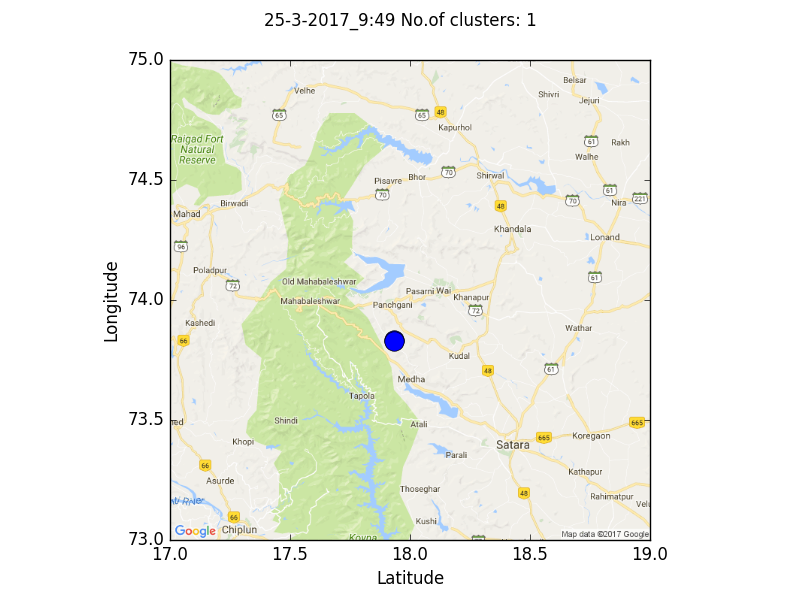 25-3-2017_9:49 No.of clusters: 1
75.0
74.5
74.0
73.5
73.0
Longitude
17.0
17.5
18.0
18.5
19.0
Latitude
Velhe
Belsar
Shivri
Jejuri
65
65
48
Kapurhol
61
Rakh
Walhe
Raigad Fort
Natural
Reserve
Pisavre
Bhor
70
Shirwal
70
61
221
Birwadi
Mahad
70
48
Nira
Khandala
Lonand
96
Poladpur
72
Old Mahabaleshwar
Mahabaleshwar
Pasarni Wai
Panchgani
Khanapur
72
61
Kashedi
66
Wathar
Kudal
48
61
Medha
Tapola
Shindi
Atali
665
665
Koregaon
Satara
Khopi
Parali
66
Asurde
Kathapur
Thoseghar
48
Rahimatpur
Velu
Kushi
66
Chiplun
Koyna
Google
Map data ©2017 Google